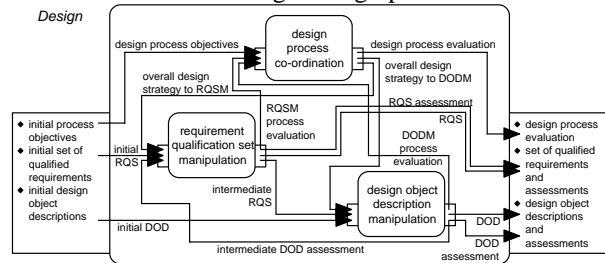 Design
design
process
co-ordination
design process objectives
design process evaluation
overall design
strategy to RQSM
overall design
strategy to DODM
RQSM
process
evaluation
RQS assessment
RQS
◆ initial process
objectives
◆ initial set of
qualified
requirements
◆ initial design
object
descriptions
initial
RQS
requirement
qualification set
manipulation
DODM
process
evaluation
◆ design process
evaluation
◆ set of qualified
requirements
and
assessments
◆ design object
descriptions
and
assessments
intermediate
RQS
design object
description
manipulation
initial DOD
DOD
intermediate DOD assessment
DOD
assessment